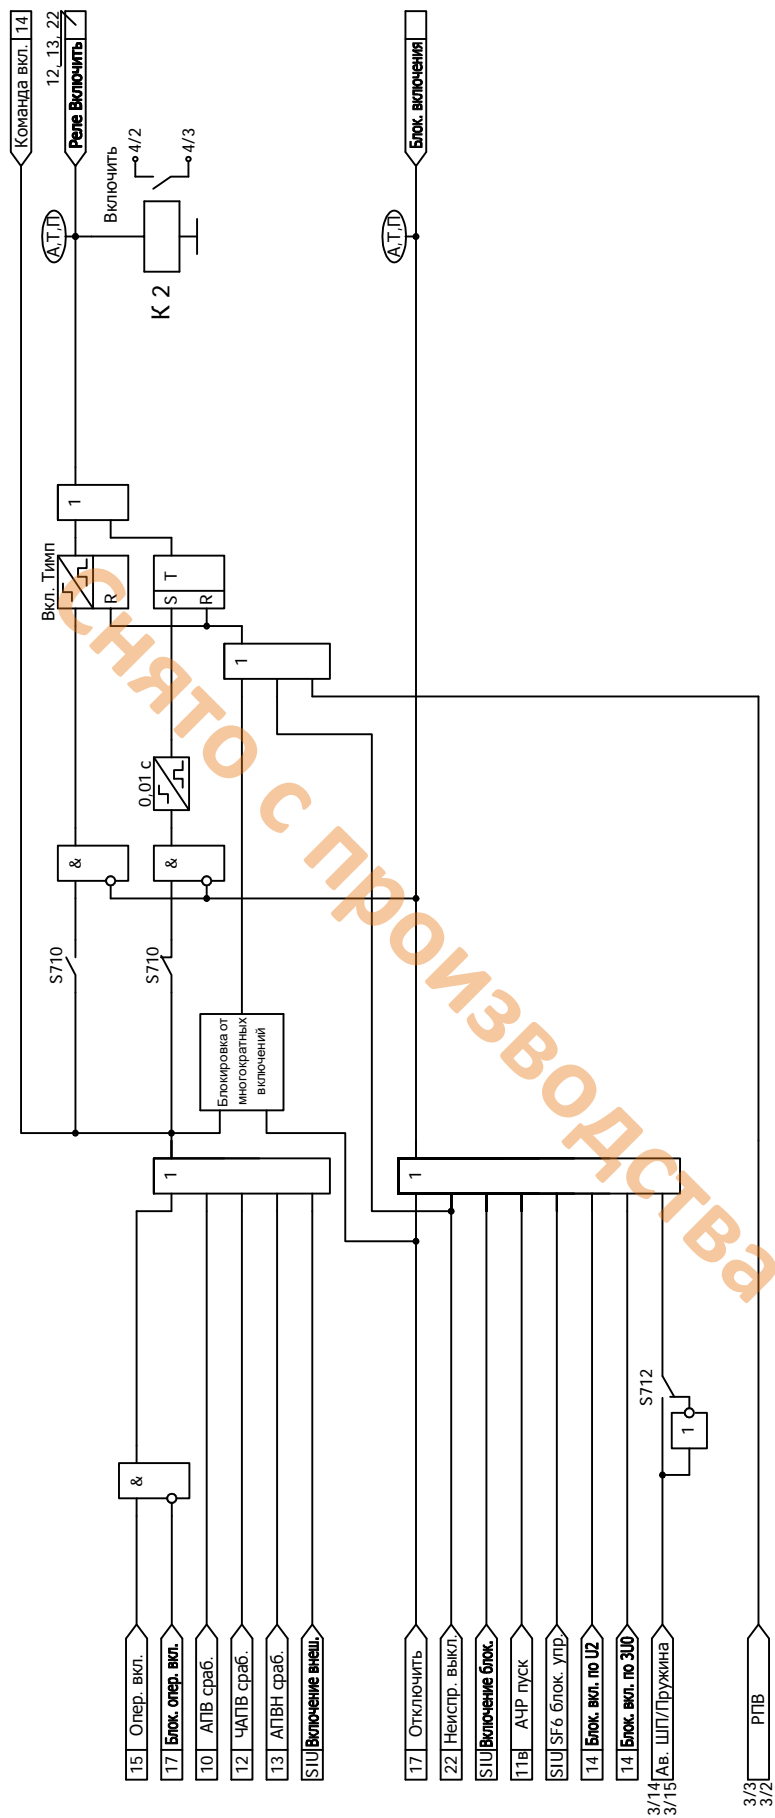 Команда вкл. 14
12, 13, 22
Реле Включить
А,Т,П
Включить
4/2
4/3
К 2
Блок. включения
А,Т,П
1
Вкл. Тимп
R
S T
R
1
0,01 с
&
&
S710
S710
Блокировка от
многократных
включений
1
1
S712
1
&
15 Опер. вкл.
17 Блок. опер. вкл.
10 АПВ сраб.
12 ЧАПВ сраб.
13 АПВН сраб.
SIU Включение внеш.
17 Отключить
22 Неиспр. выкл.
SIU Включение блок.
11в АЧР пуск
SIU SF6 блок. упр.
14 Блок. вкл. по U2
14 Блок. вкл. по 3U0
3/14
3/15
Ав. ШП/Пружина
3/3
3/2
РПВ
Снято с производства